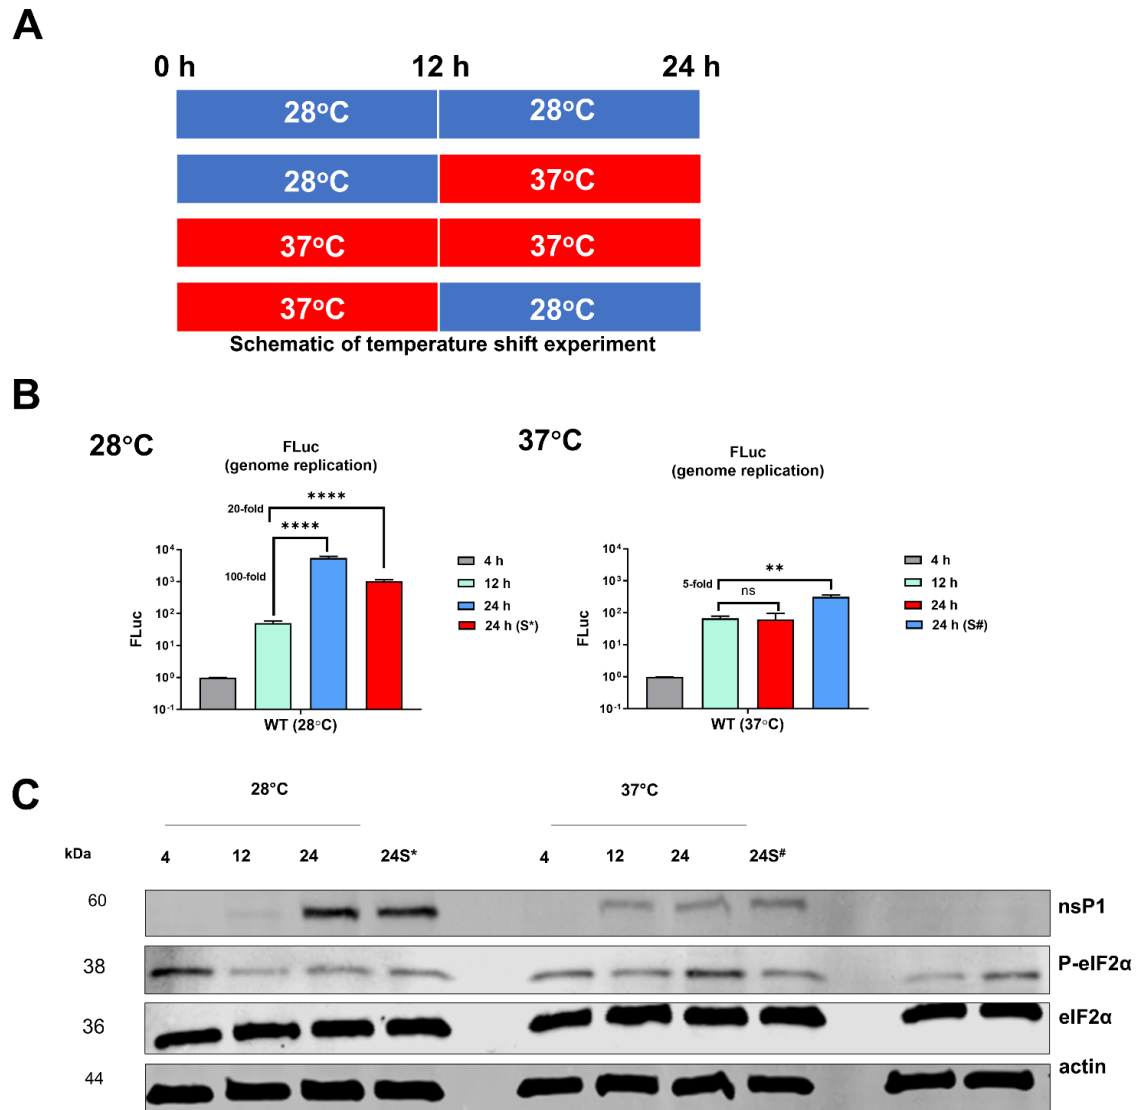 A
0 h 12 h 24 h
28°C 28°C
28°C 37°C
37°C 37°C
37°C 28°C
Schematic of temperature shift experiment
B
28°C
FLuc
(genome replication)
20-fold
****
****
100-fold
FLuc
10⁴
10³
10²
10¹
10⁰
10⁻¹
WT (28°C)
4 h
12 h
24 h
24 h (S*)
37°C
FLuc
(genome replication)
5-fold
**
ns
FLuc
10⁴
10³
10²
10¹
10⁰
10⁻¹
WT (37°C)
4 h
12 h
24 h
24 h (S#)
C
28°C 37°C
kDa 4 12 24 24S* 4 12 24 24S#
60 nsP1
38 P-eIF2α
36 eIF2α
44 actin